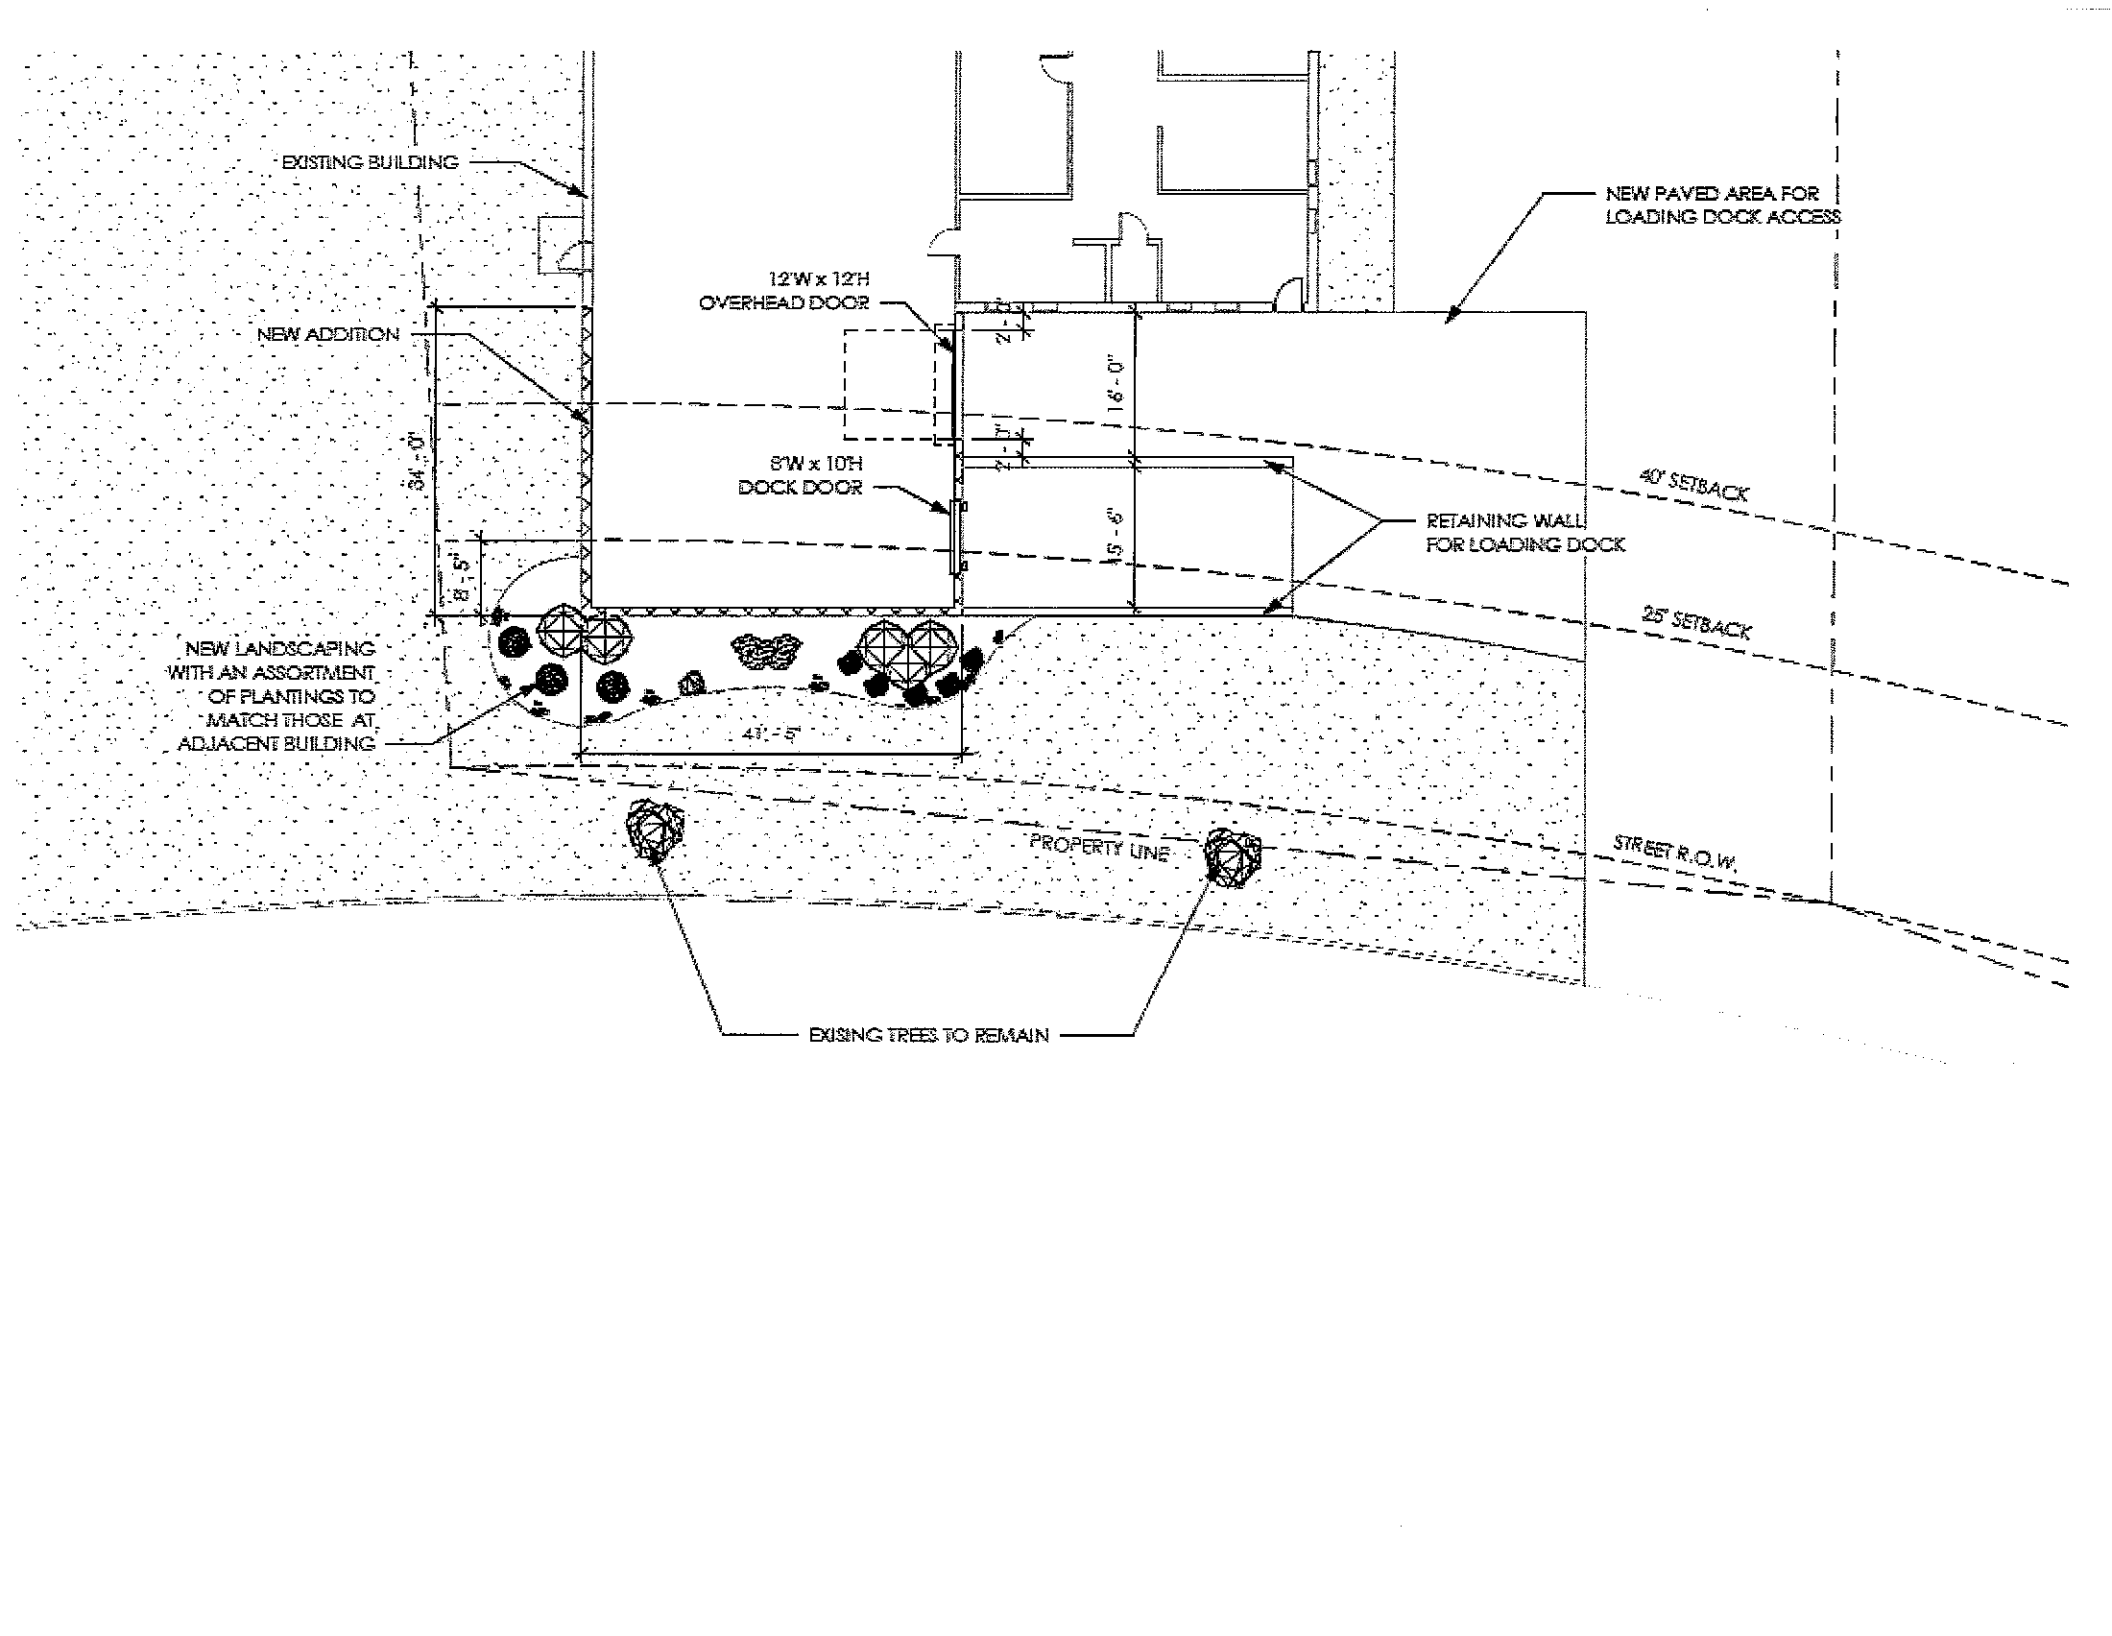 EXISTING BUILDING
NEW PAVED AREA FOR
LOADING DOCK ACCESS
12'W x 12'H
OVERHEAD DOOR
2' - 0"
NEW ADDITION
16' - 0"
34' - 0"
2' - 0"
8'W x 10'H
DOCK DOOR
40' SETBACK
15' - 6"
RETAINING WALL
FOR LOADING DOCK
8' - 5"
25' SETBACK
NEW LANDSCAPING
WITH AN ASSORTMENT
OF PLANTINGS TO
MATCH THOSE AT
ADJACENT BUILDING
41' - 5"
PROPERTY LINE
STREET R.O.W.
EXISING TREES TO REMAIN